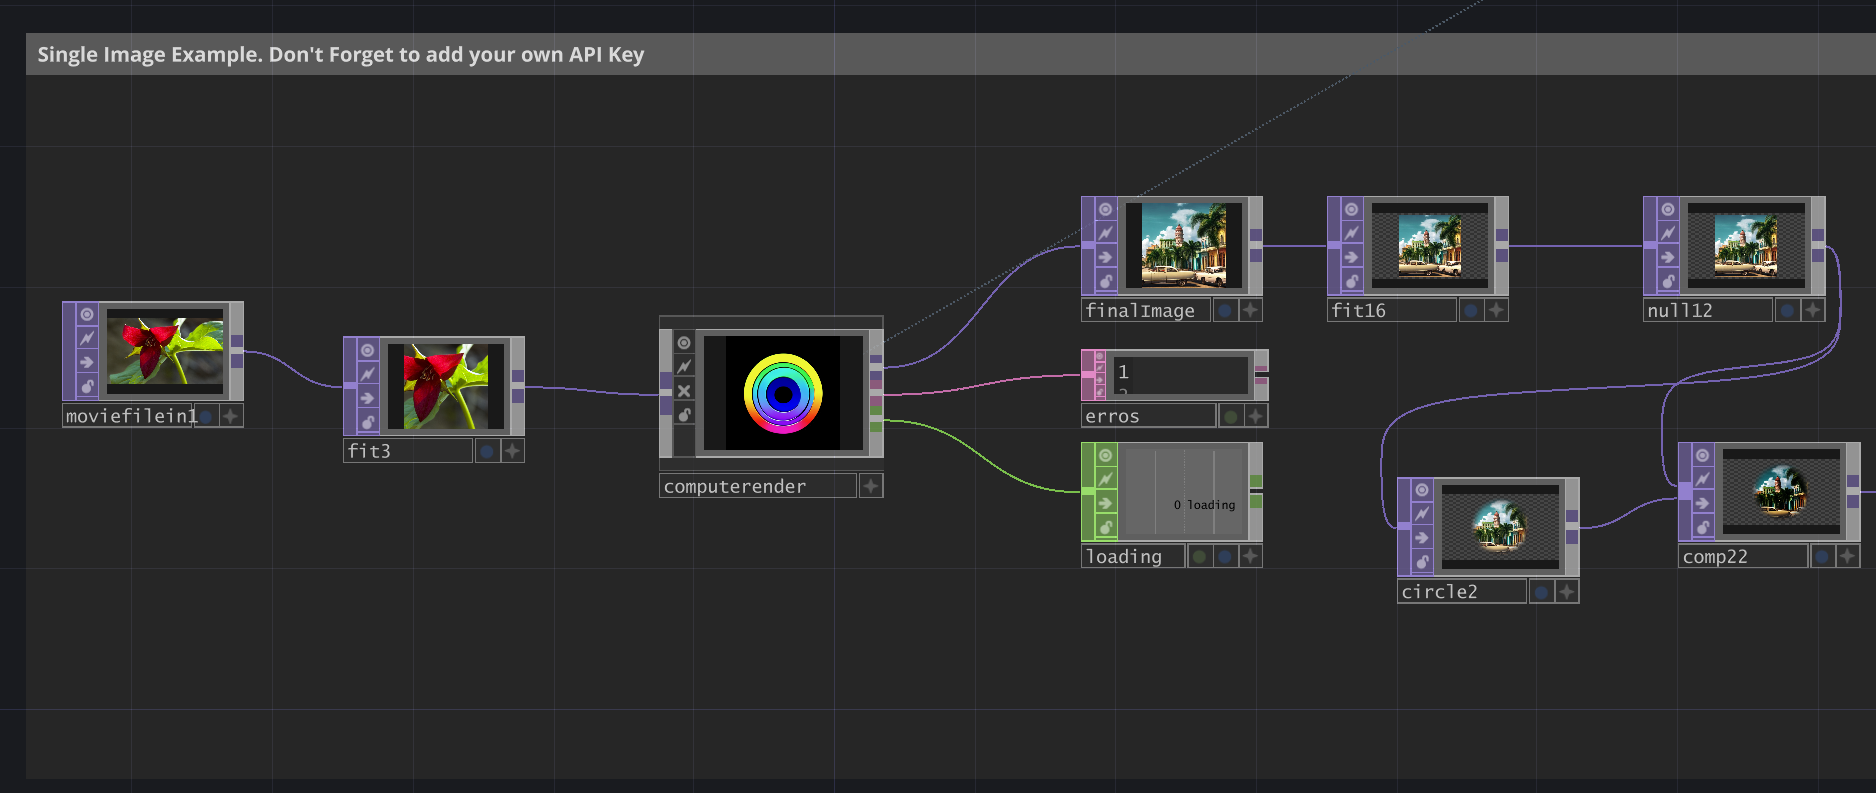 Single Image Example. Don't Forget to add your own API Key
moviefilein1
fit3
computerender
finalImage
fit16
null12
1
erros
0 loading
loading
circle2
comp22